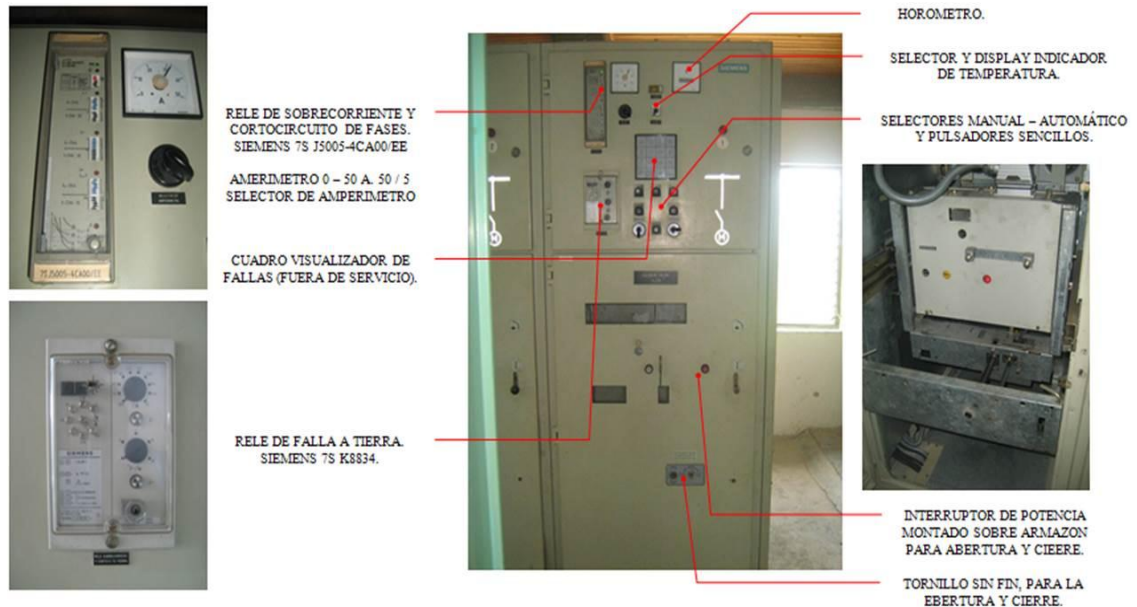 RELE DE SOBRECORRIENTE Y
CORTOCIRCUITO DE FASES.
SIEMENS 7S J5005-4CA00/EE
AMERIMETRO 0 – 50 A. 50 / 5
SELECTOR DE AMPERIMETRO
CUADRO VISUALIZADOR DE
FALLAS (FUERA DE SERVICIO).
RELE DE FALLA A TIERRA.
SIEMENS 7S K8834.
HOROMETRO.
SELECTOR Y DISPLAY INDICADOR
DE TEMPERATURA.
SELECTORES MANUAL – AUTOMÁTICO
Y PULSADORES SENCILLOS.
INTERRUPTOR DE POTENCIA
MONTADO SOBRE ARMAZON
PARA ABERTURA Y CIEERE.
TORNILLO SIN FIN, PARA LA
EBERTURA Y CIERRE.
A
7SJ5005-4CA00/EE
SIEMENS
SIEMENS
M
M